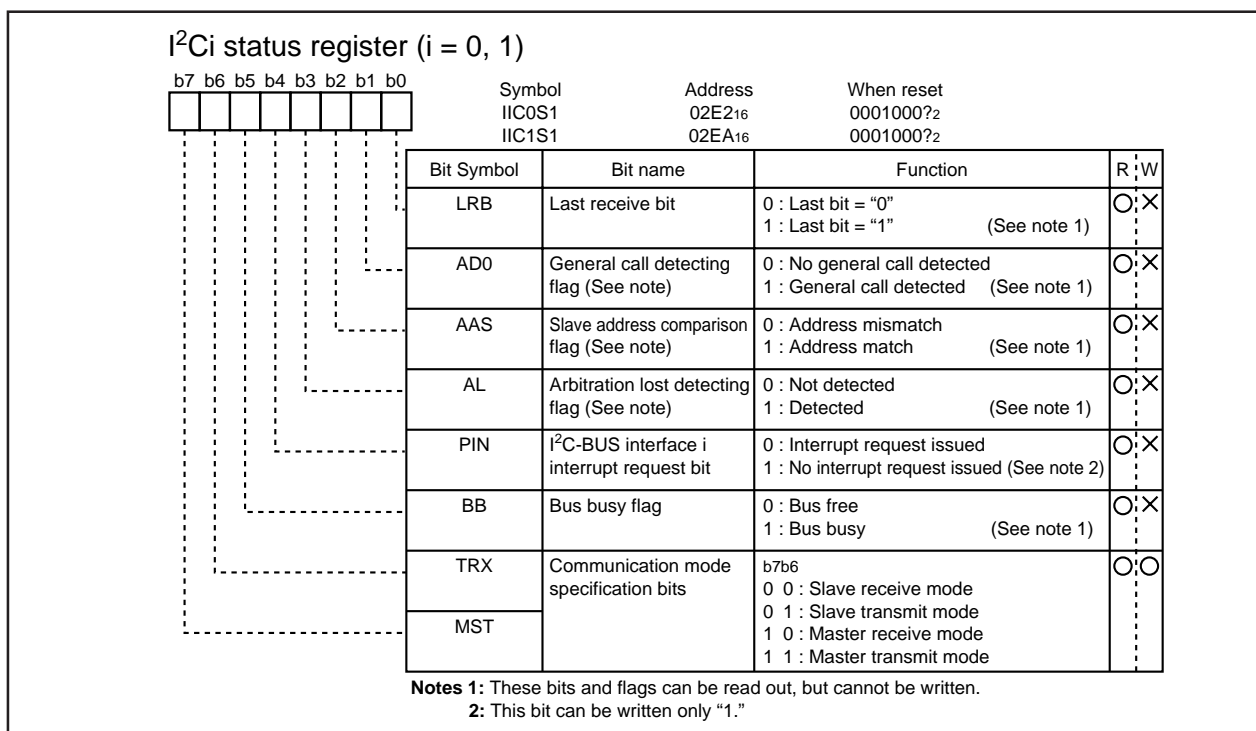 I²Ci status register (i = 0, 1)
b7 b6 b5 b4 b3 b2 b1 b0
Symbol Address When reset
IIC0S1 02E2₁₆ 0001000?₂
IIC1S1 02EA₁₆ 0001000?₂
Bit Symbol Bit name Function R W
LRB Last receive bit 0 : Last bit = “0” ○ ×
1 : Last bit = “1” (See note 1)
AD0 General call detecting 0 : No general call detected ○ ×
flag (See note) 1 : General call detected (See note 1)
AAS Slave address comparison 0 : Address mismatch ○ ×
flag (See note) 1 : Address match (See note 1)
AL Arbitration lost detecting 0 : Not detected ○ ×
flag (See note) 1 : Detected (See note 1)
PIN I²C-BUS interface i 0 : Interrupt request issued ○ ×
interrupt request bit 1 : No interrupt request issued (See note 2)
BB Bus busy flag 0 : Bus free ○ ×
1 : Bus busy (See note 1)
TRX Communication mode b7b6 ○ ○
specification bits 0 0 : Slave receive mode
0 1 : Slave transmit mode
MST 1 0 : Master receive mode
1 1 : Master transmit mode
Notes 1: These bits and flags can be read out, but cannot be written.
2: This bit can be written only “1.”